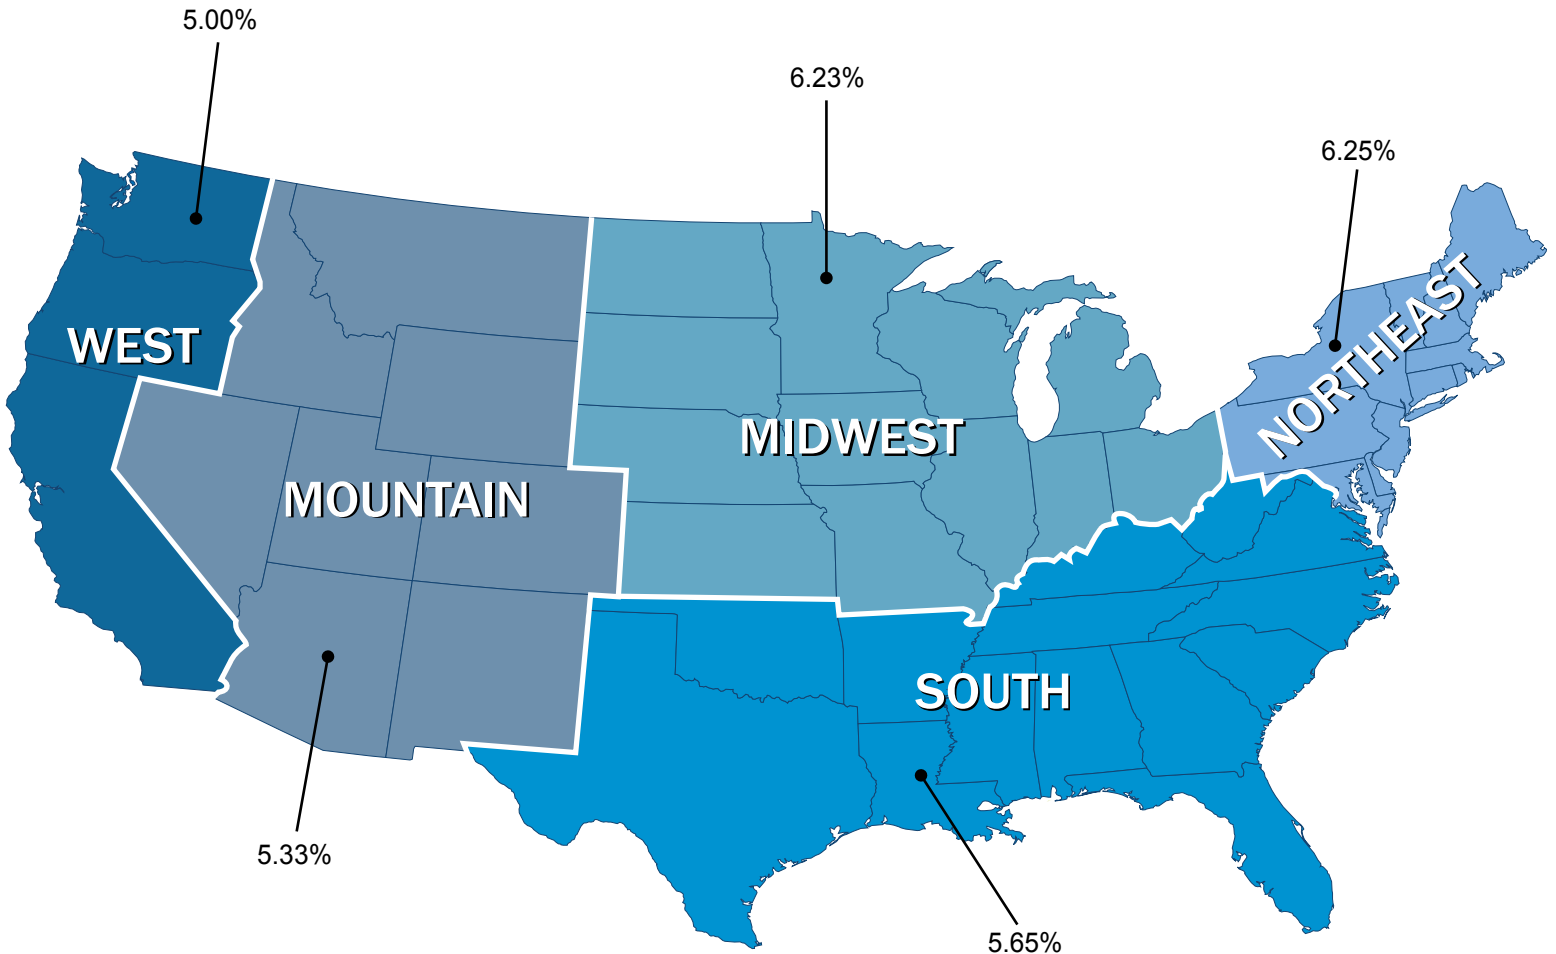 5.00%
6.23%
6.25%
WEST
NORTHEAST
MIDWEST
MOUNTAIN
SOUTH
5.33%
5.65%